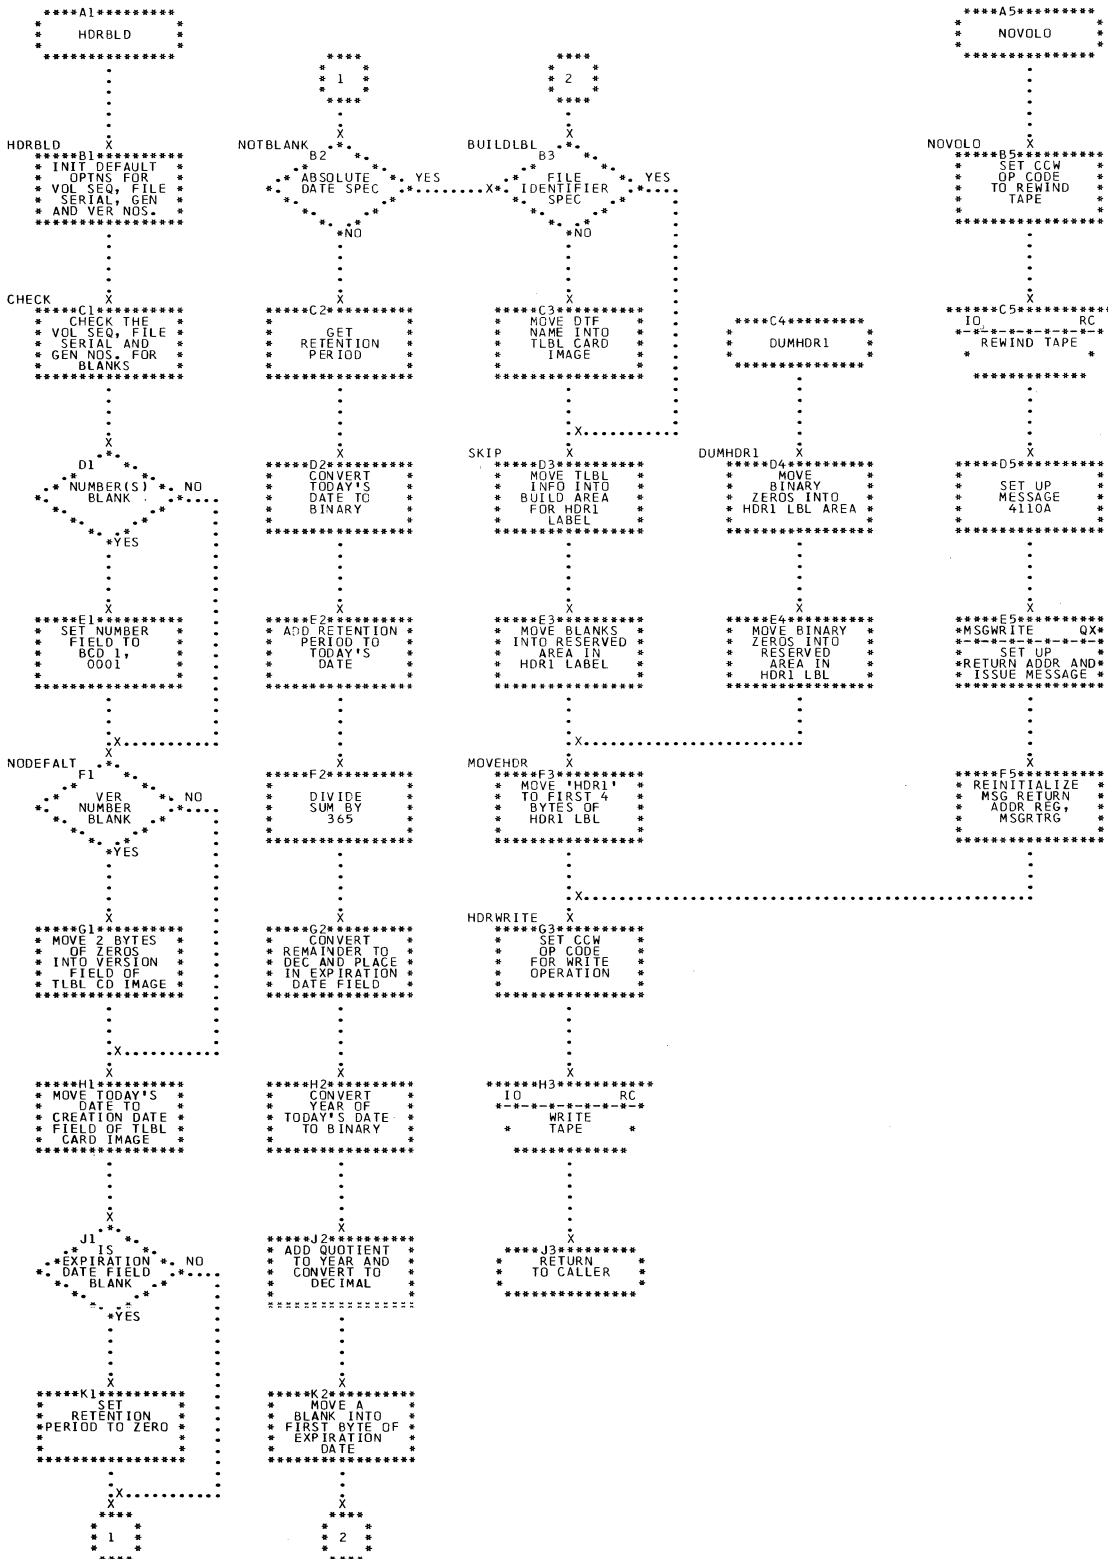 A1
HDRBLD
HDRBLD
B1
INIT DEFAULT
OPTNS FOR
VOL SEQ, FILE
SERIAL, GEN
AND VER NOS.
CHECK
C1
CHECK THE
VOL SEQ, FILE
SERIAL AND
GEN NOS. FOR
BLANKS
D1
NUMBER(S)
BLANK
NO
YES
E1
SET NUMBER
FIELD TO
BCD 1,
0001
NODEFALT
F1
VER
NUMBER
BLANK
NO
YES
G1
MOVE 2 BYTES
OF ZEROS
INTO VERSION
FIELD OF
TLBL CD IMAGE
H1
MOVE TODAY'S
DATE TO
CREATION DATE
FIELD OF TLBL
CARD IMAGE
J1
IS
EXPIRATION
DATE FIELD
BLANK
NO
YES
K1
SET
RETENTION
PERIOD TO ZERO
1
1
NOTBLANK
B2
ABSOLUTE
DATE SPEC
YES
NO
C2
GET
RETENTION
PERIOD
D2
CONVERT
TODAY'S
DATE TO
BINARY
E2
ADD RETENTION
PERIOD TO
TODAY'S
DATE
F2
DIVIDE
SUM BY
365
G2
CONVERT
REMAINDER TO
DEC AND PLACE
IN EXPIRATION
DATE FIELD
H2
CONVERT
YEAR OF
TODAY'S DATE
TO BINARY
J2
ADD QUOTIENT
TO YEAR AND
CONVERT TO
DECIMAL
K2
MOVE A
BLANK INTO
FIRST BYTE OF
EXPIRATION
DATE
2
2
BUILDLBL
B3
FILE
IDENTIFIER
SPEC
YES
NO
C3
MOVE DTF
NAME INTO
TLBL CARD
IMAGE
SKIP
D3
MOVE TLBL
INFO INTO
BUILD AREA
FOR HDR1
LABEL
E3
MOVE BLANKS
INTO RESERVED
AREA IN
HDR1 LABEL
MOVEHDR
F3
MOVE 'HDR1'
TO FIRST 4
BYTES OF
HDR1 LBL
HDRWRITE
G3
SET CCW
OP CODE
FOR WRITE
OPERATION
H3
IO RC
WRITE
TAPE
J3
RETURN
TO CALLER
C4
DUMHDR1
DUMHDR1
D4
MOVE
BINARY
ZEROS INTO
HDR1 LBL AREA
E4
MOVE BINARY
ZEROS INTO
RESERVED
AREA IN
HDR1 LBL
A5
NOVOLO
NOVOLO
B5
SET CCW
OP CODE
TO REWIND
TAPE
C5
IO RC
REWIND TAPE
D5
SET UP
MESSAGE
4110A
E5
MSGWRITE QX
SET UP
RETURN ADDR AND
ISSUE MESSAGE
F5
REINITIALIZE
MSG RETURN
ADDR REG,
MSGRTRG